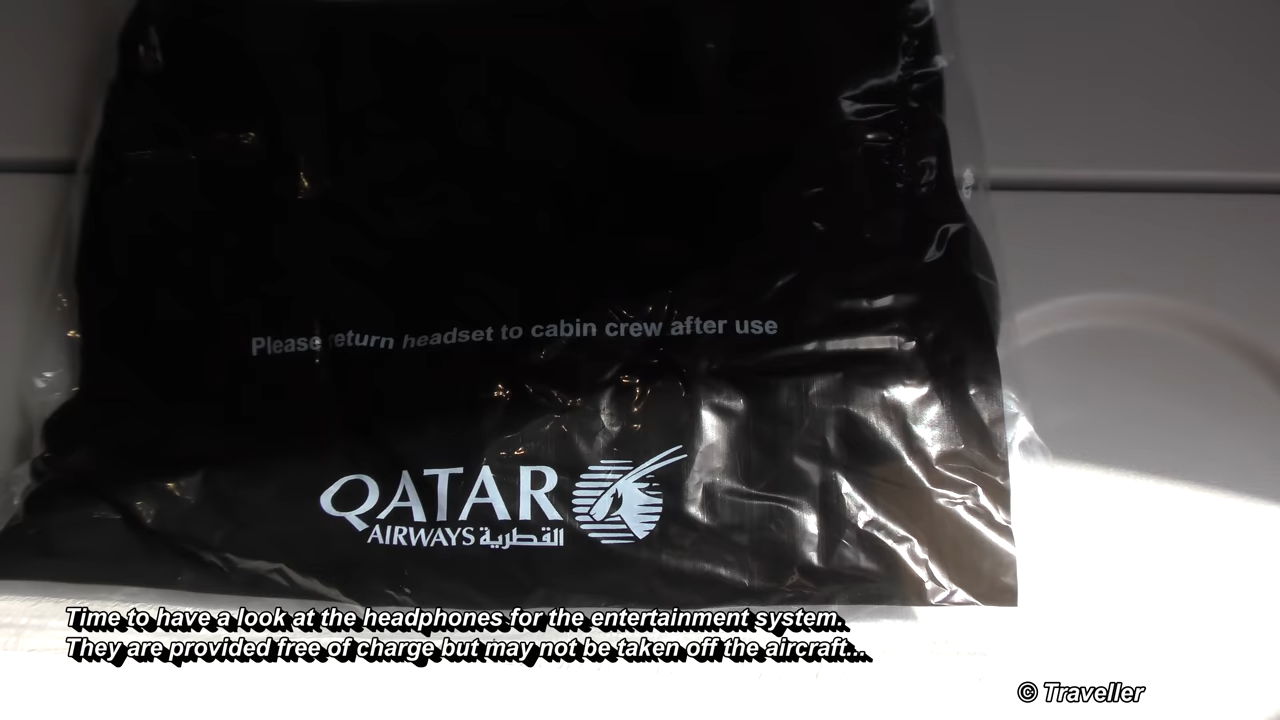 Please return headset to cabin crew after use
QATAR
AIRWAYS القطرية
Time to have a look at the headphones for the entertainment system.
They are provided free of charge but may not be taken off the aircraft...
© Traveller